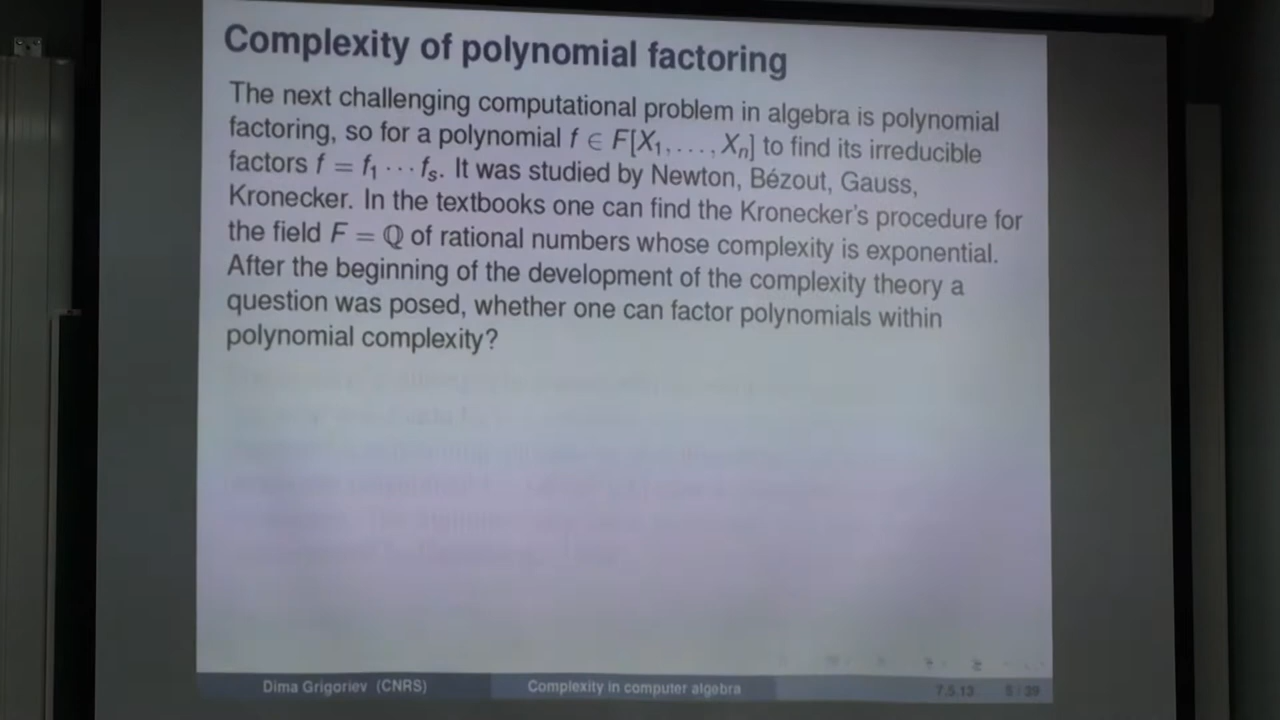 Complexity of polynomial factoring
The next challenging computational problem in algebra is polynomial
factoring, so for a polynomial f ∈ F[X₁, . . . , Xₙ] to find its irreducible
factors f = f₁ · · · fₛ. It was studied by Newton, Bézout, Gauss,
Kronecker. In the textbooks one can find the Kronecker's procedure for
the field F = ℚ of rational numbers whose complexity is exponential.
After the beginning of the development of the complexity theory a
question was posed, whether one can factor polynomials within
polynomial complexity?
Dima Grigoriev (CNRS) Complexity in computer algebra 7.5.13